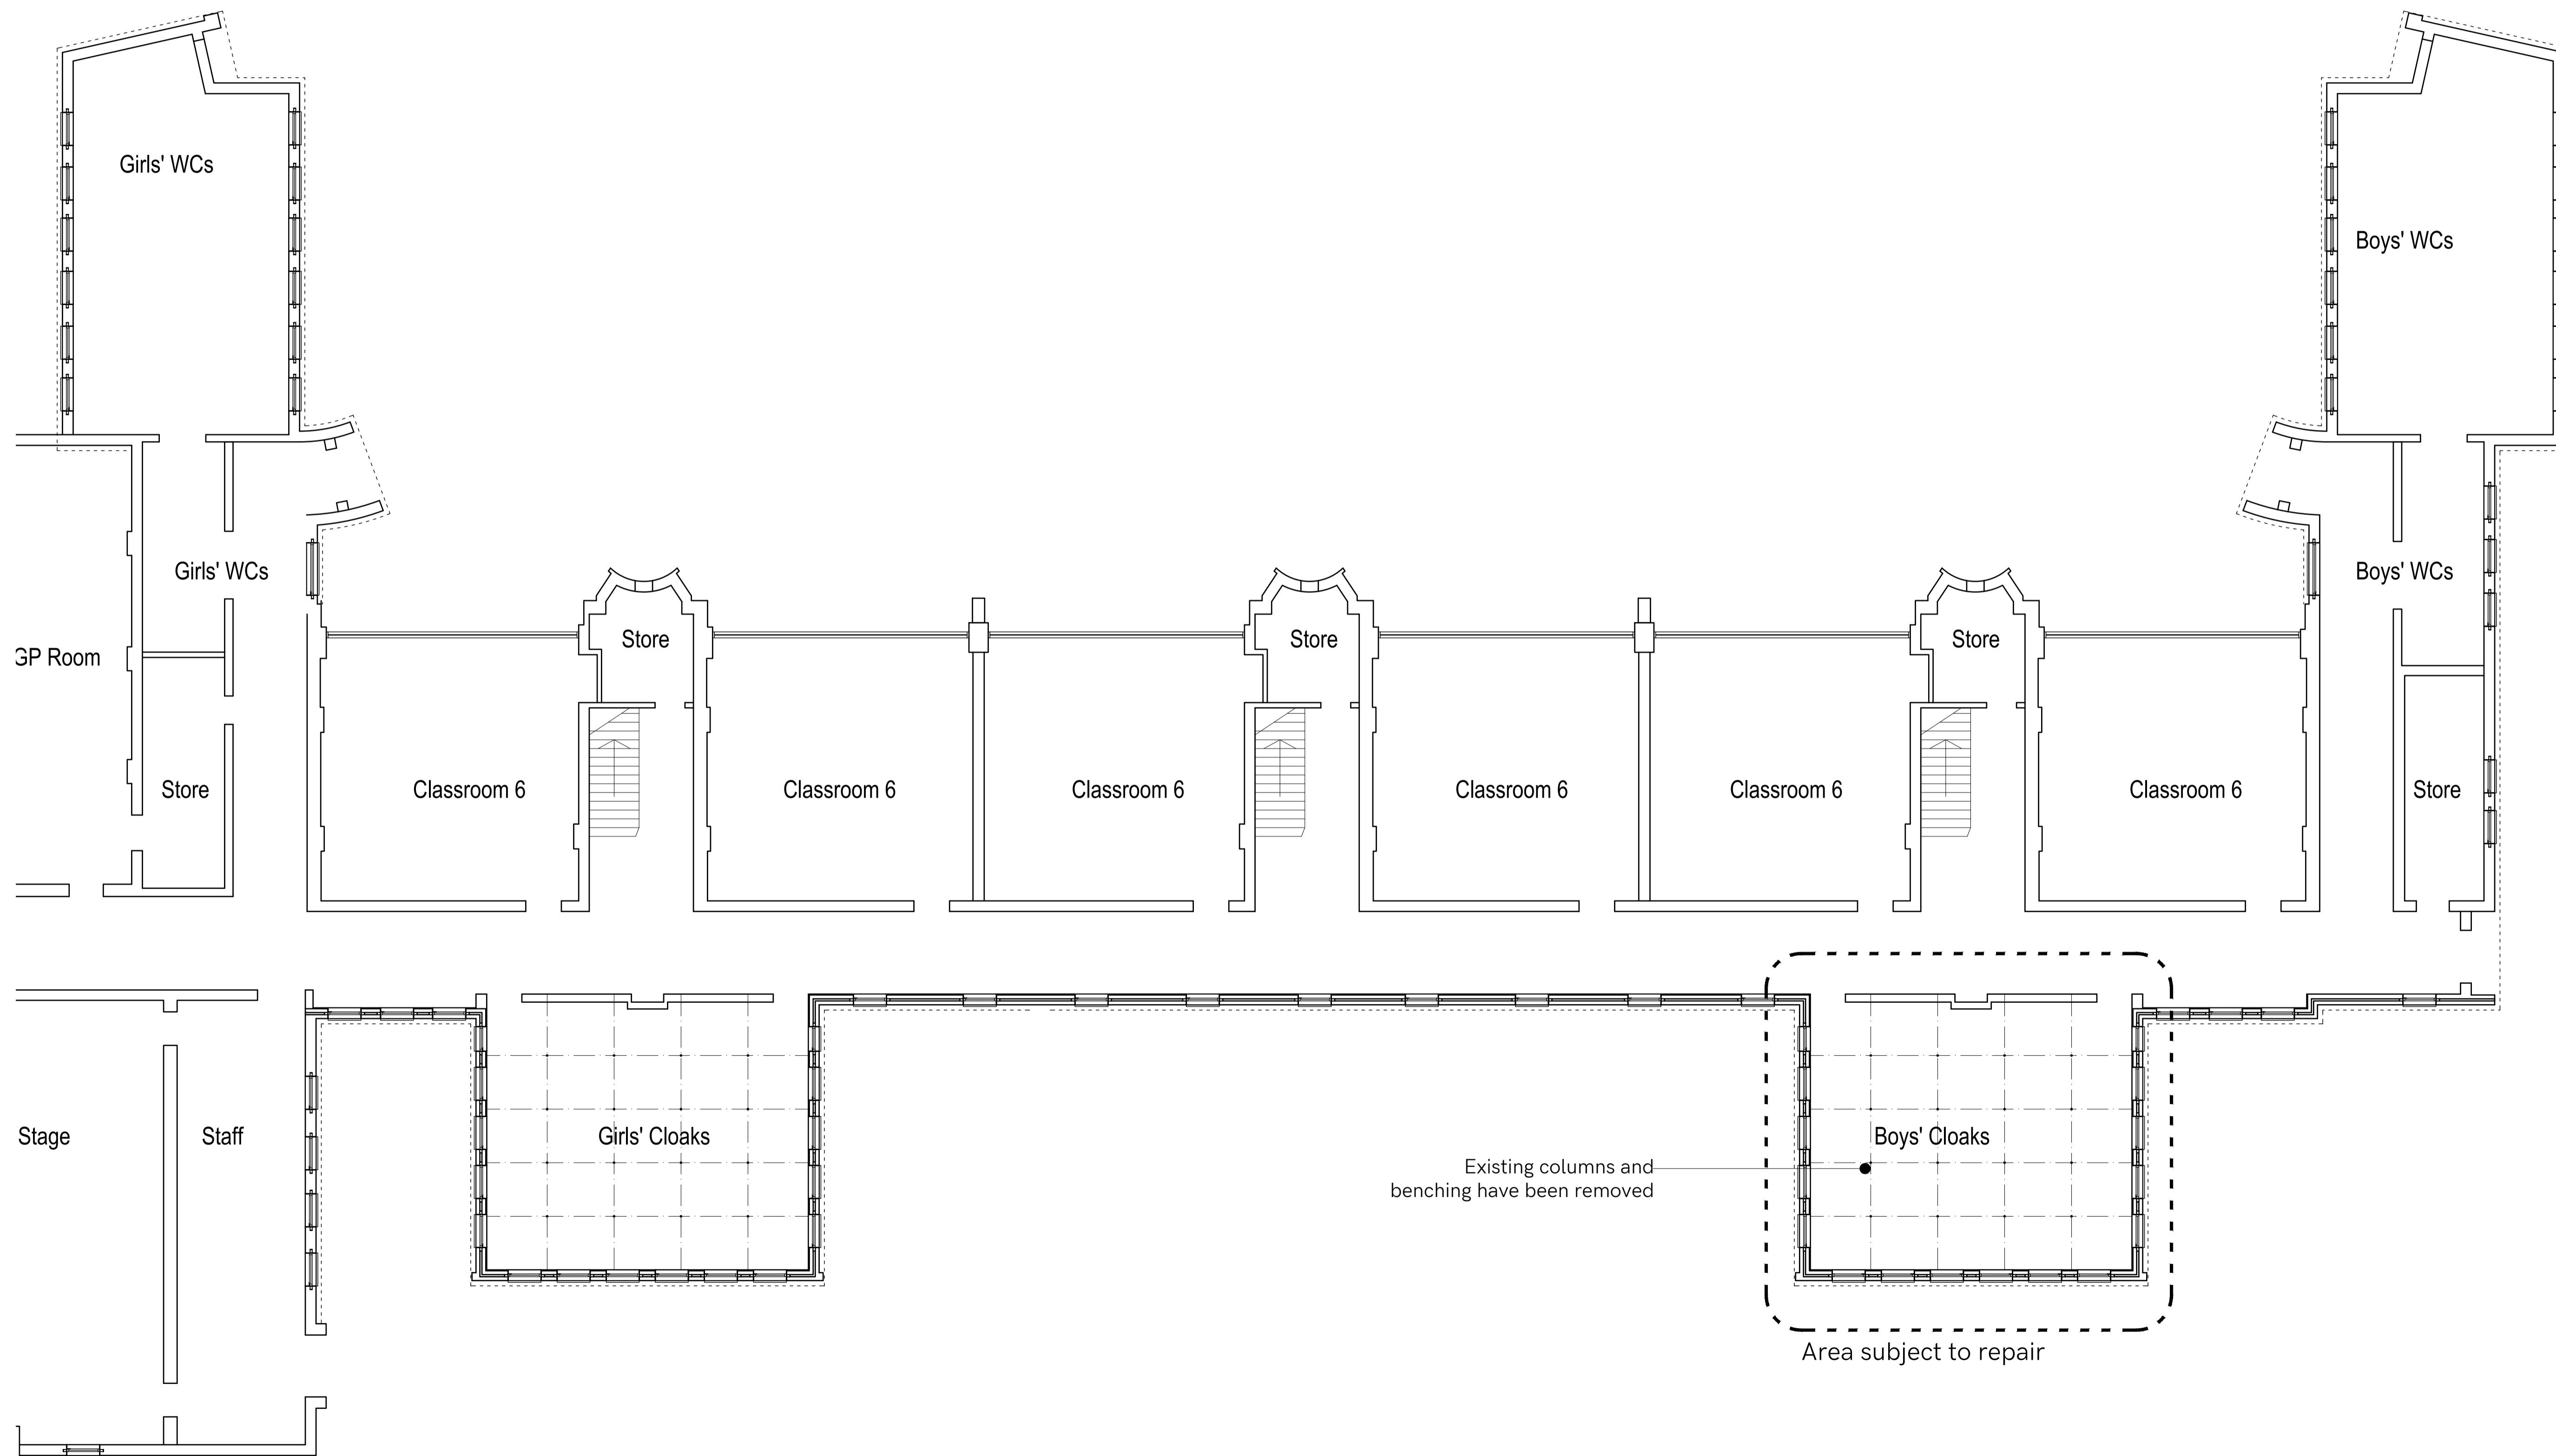 Girls' WCs
Boys' WCs
Girls' WCs
Boys' WCs
Store
Store
Store
GP Room
Store
Classroom 6
Classroom 6
Classroom 6
Classroom 6
Classroom 6
Classroom 6
Store
Stage
Staff
Girls' Cloaks
Boys' Cloaks
Existing columns and
benching have been removed
Area subject to repair